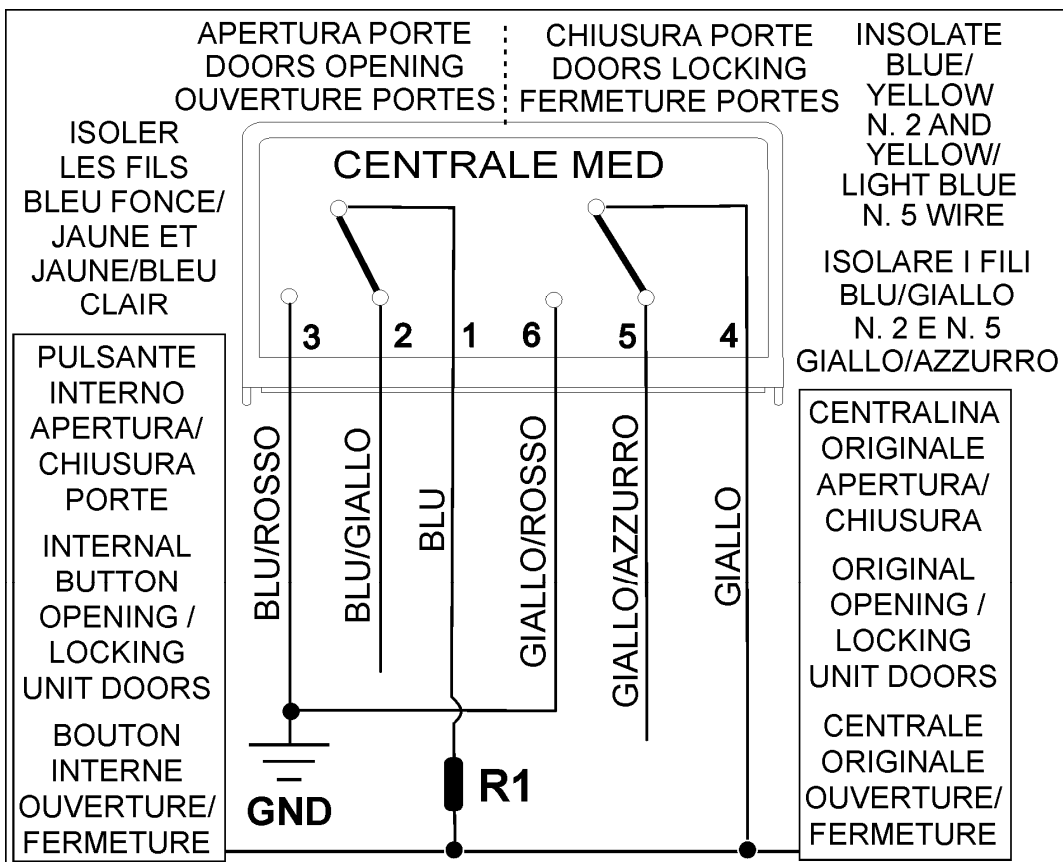 APERTURA PORTE
DOORS OPENING
OUVERTURE PORTES
CHIUSURA PORTE
DOORS LOCKING
FERMETURE PORTES
INSOLATE
BLUE/
YELLOW
N. 2 AND
YELLOW/
LIGHT BLUE
N. 5 WIRE
ISOLER
LES FILS
BLEU FONCE/
JAUNE ET
JAUNE/BLEU
CLAIR
CENTRALE MED
ISOLARE I FILI
BLU/GIALLO
N. 2 E N. 5
GIALLO/AZZURRO
3
2
1
6
5
4
PULSANTE
INTERNO
APERTURA/
CHIUSURA
PORTE
INTERNAL
BUTTON
OPENING /
LOCKING
UNIT DOORS
BOUTON
INTERNE
OUVERTURE/
FERMETURE
BLU/ROSSO
BLU/GIALLO
BLU
GIALLO/ROSSO
GIALLO/AZZURRO
GIALLO
GND
R1
CENTRALINA
ORIGINALE
APERTURA/
CHIUSURA
ORIGINAL
OPENING /
LOCKING
UNIT DOORS
CENTRALE
ORIGINALE
OUVERTURE/
FERMETURE